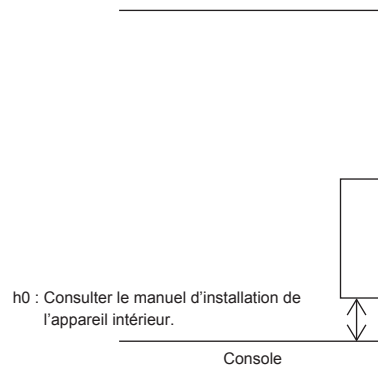 h0 : Consulter le manuel d’installation de
l’appareil intérieur.
Console